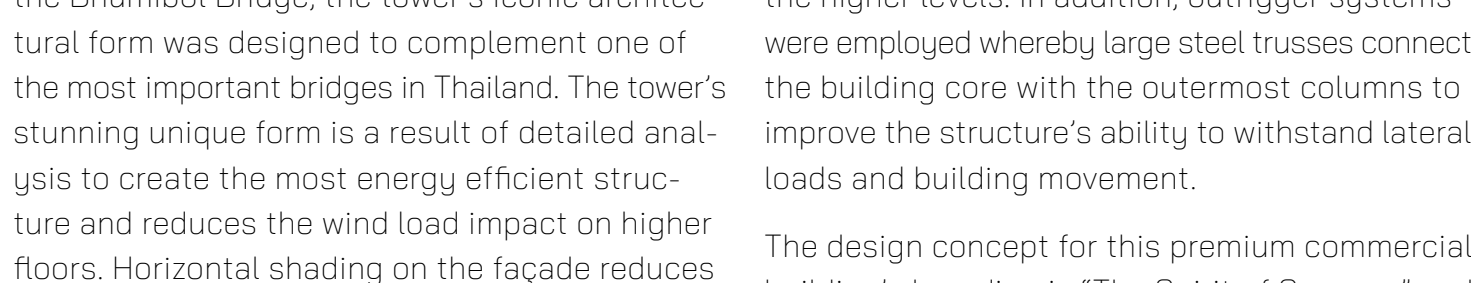 the Bhumibol Bridge, the tower's iconic architec-
tural form was designed to complement one of
the most important bridges in Thailand. The tower's
stunning unique form is a result of detailed anal-
ysis to create the most energy efficient struc-
ture and reduces the wind load impact on higher
floors. Horizontal shading on the façade reduces
the higher levels. In addition, outrigger systems
were employed whereby large steel trusses connect
the building core with the outermost columns to
improve the structure's ability to withstand lateral
loads and building movement.
The design concept for this premium commercial